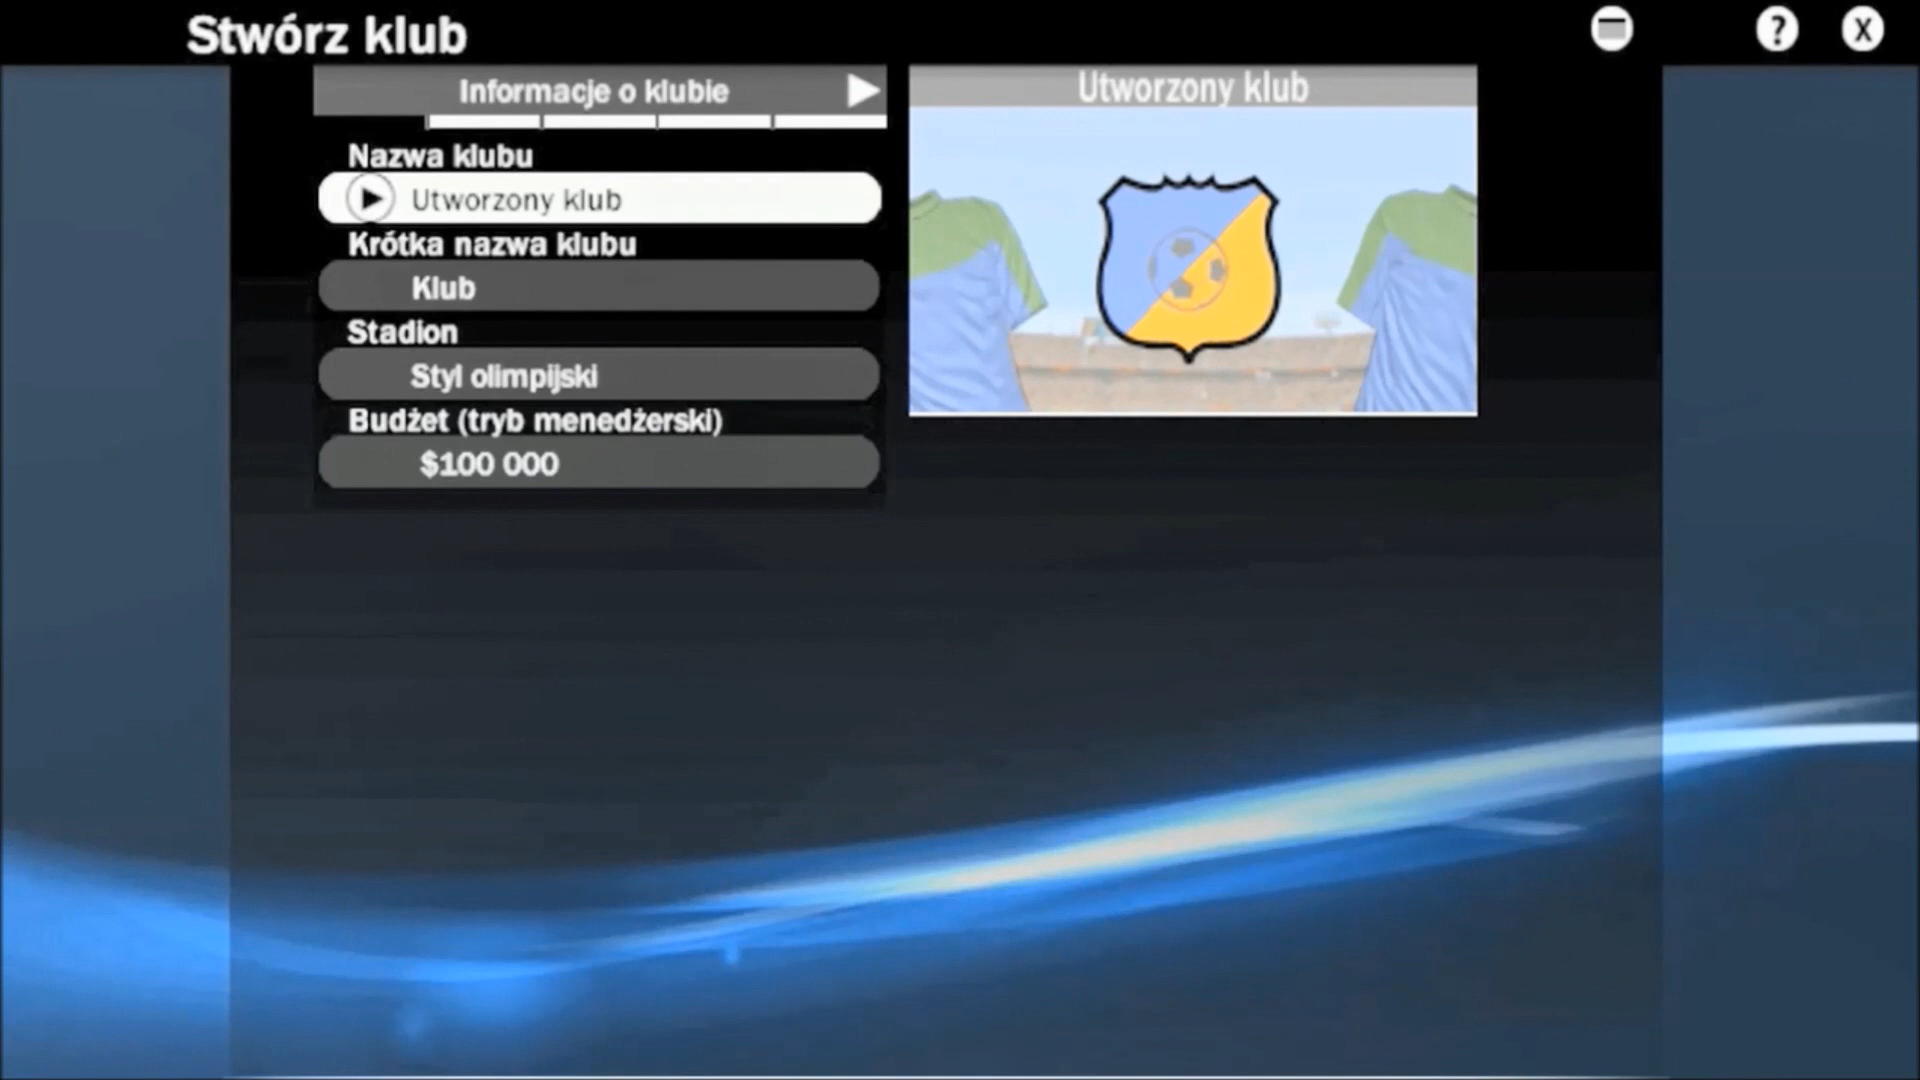 Stwórz klub
? X
Informacje o klubie
Utworzony klub
Nazwa klubu
Utworzony klub
Krótka nazwa klubu
Klub
Stadion
Styl olimpijski
Budżet (tryb menedżerski)
$100 000